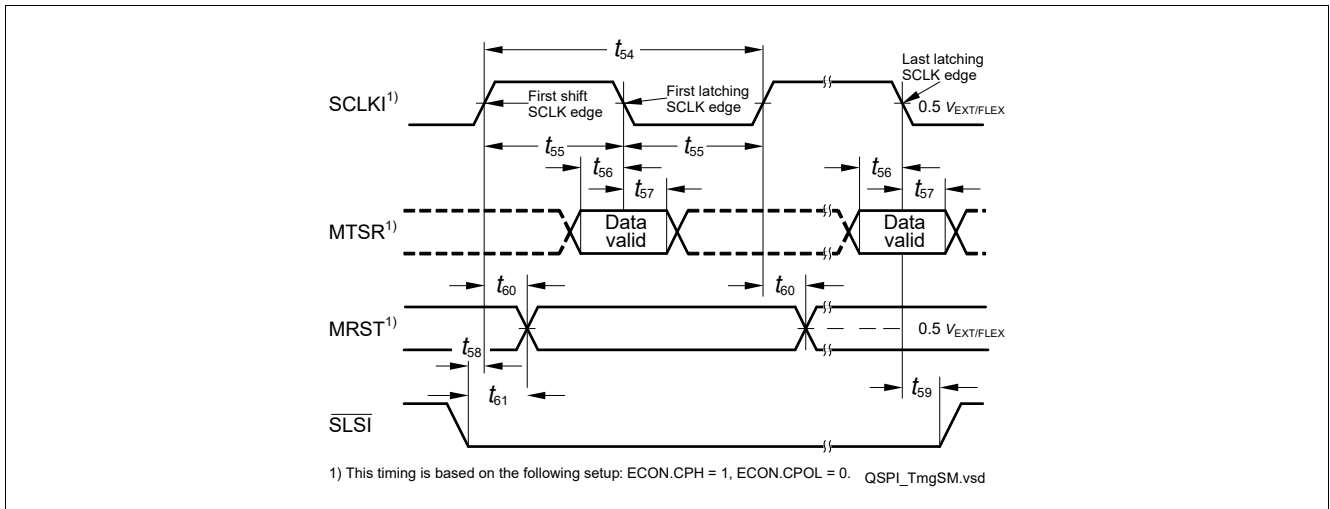 t54
Last latching
SCLK edge
SCLKI1)
First shift
SCLK edge
First latching
SCLK edge
0.5 VEXT/FLEX
t55
t55
t56
t56
t57
t57
MTSR1)
Data
valid
Data
valid
t60
t60
MRST1)
0.5 VEXT/FLEX
t58
t61
t59
SLSI
1) This timing is based on the following setup: ECON.CPH = 1, ECON.CPOL = 0.
QSPI_TmgSM.vsd